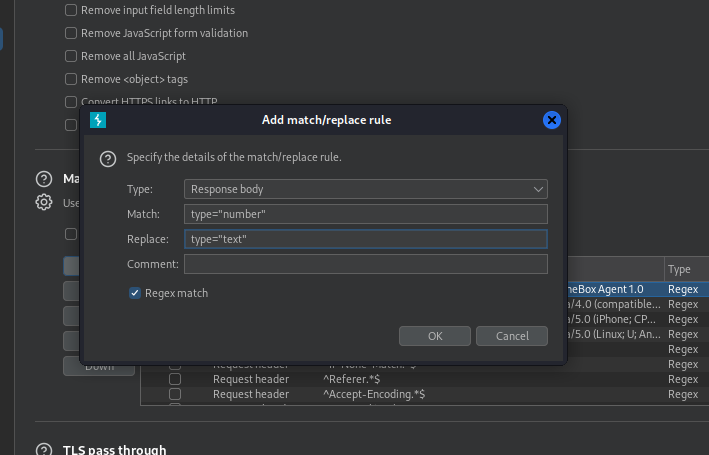 Remove input field length limits
Remove JavaScript form validation
Remove all JavaScript
Remove <object> tags
Convert HTTPS links to HTTP
Add match/replace rule
Specify the details of the match/replace rule.
Ma
Use
Type: Response body
Match: type="number"
Replace: type="text"
Comment:
Regex match
OK Cancel
Type
neBox Agent 1.0 Regex
a/4.0 (compatible... Regex
a/5.0 (iPhone; CP... Regex
a/5.0 (Linux; U; An... Regex
Regex
Down
Request header ^If-None-Match.*$ Regex
Request header ^Referer.*$ Regex
Request header ^Accept-Encoding.*$ Regex
TLS pass through